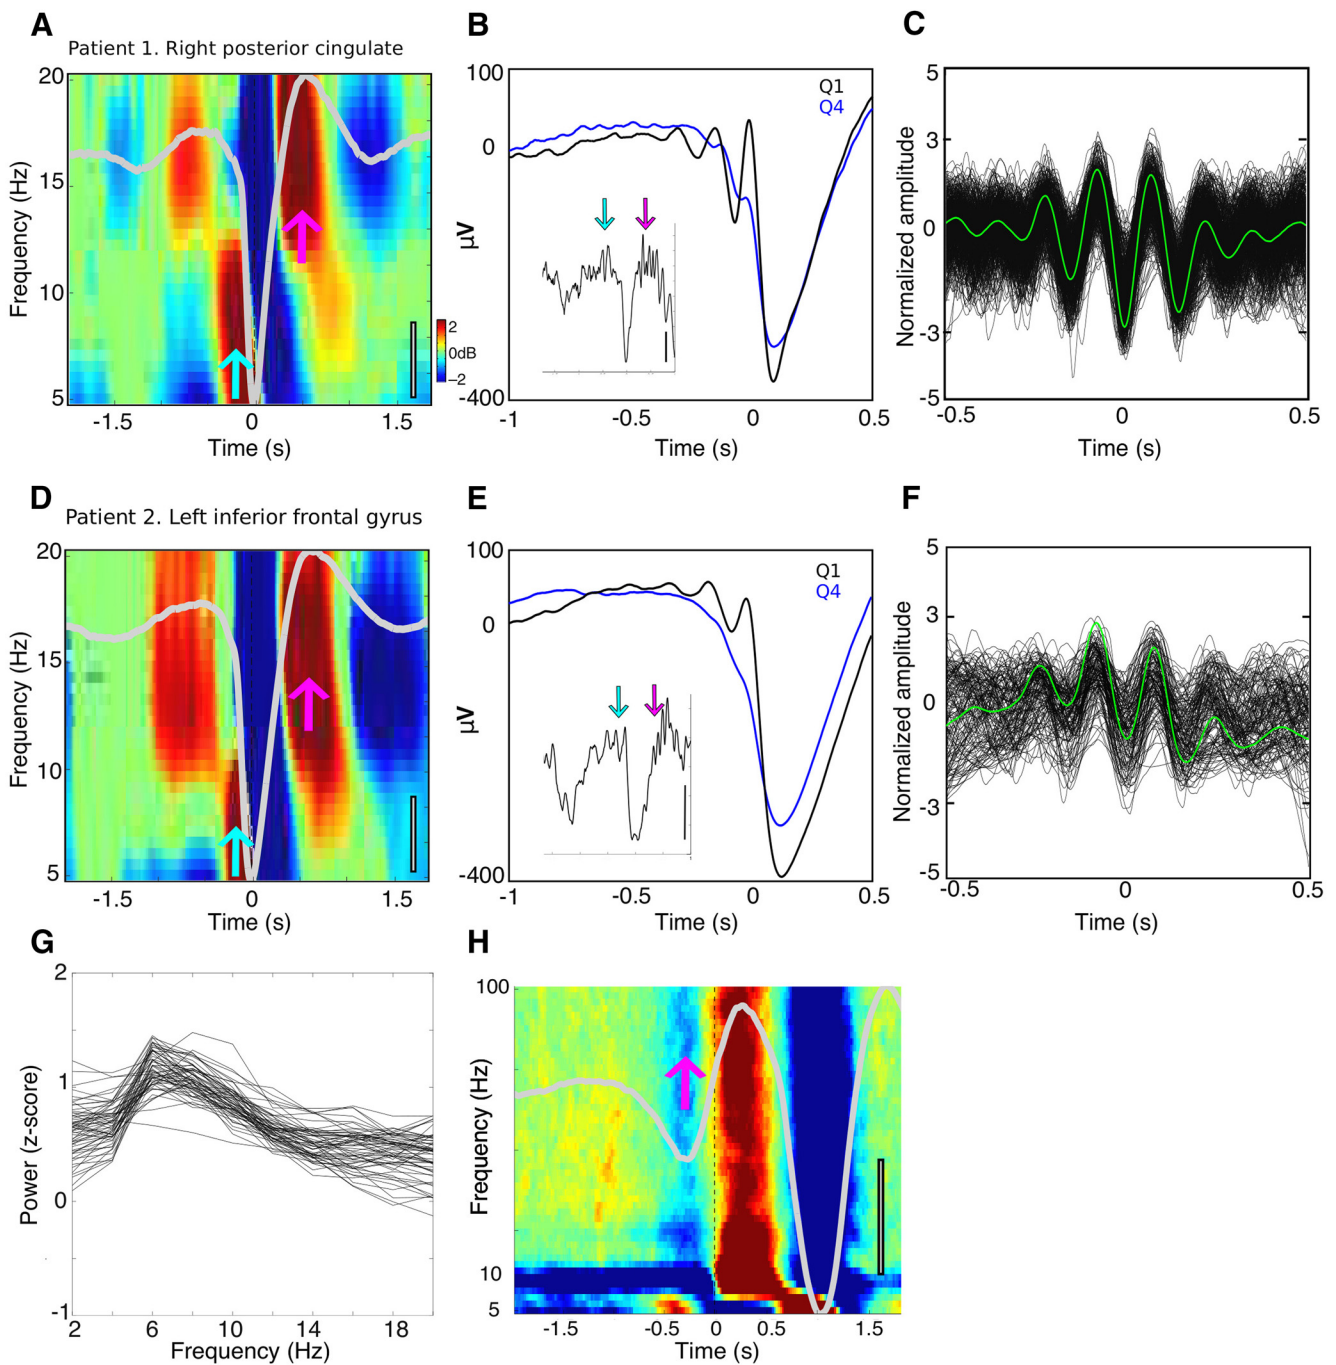 A
Patient 1. Right posterior cingulate
20
15
10
5
Frequency (Hz)
-1.5
0
1.5
Time (s)
2
0dB
−2
B
100
0
-400
µV
Q1
Q4
-1
-0.5
0
0.5
Time (s)
C
5
3
0
-3
-5
Normalized amplitude
-0.5
0
0.5
Time (s)
D
Patient 2. Left inferior frontal gyrus
20
15
10
5
Frequency (Hz)
-1.5
0
1.5
Time (s)
E
100
0
-400
µV
Q1
Q4
-1
-0.5
0
0.5
Time (s)
F
5
3
0
-3
-5
Normalized amplitude
-0.5
0
0.5
Time (s)
G
2
1
0
-1
Power (z-score)
2
6
10
14
18
Frequency (Hz)
H
100
10
5
Frequency (Hz)
-1.5
-0.5
0
0.5
1.5
Time (s)